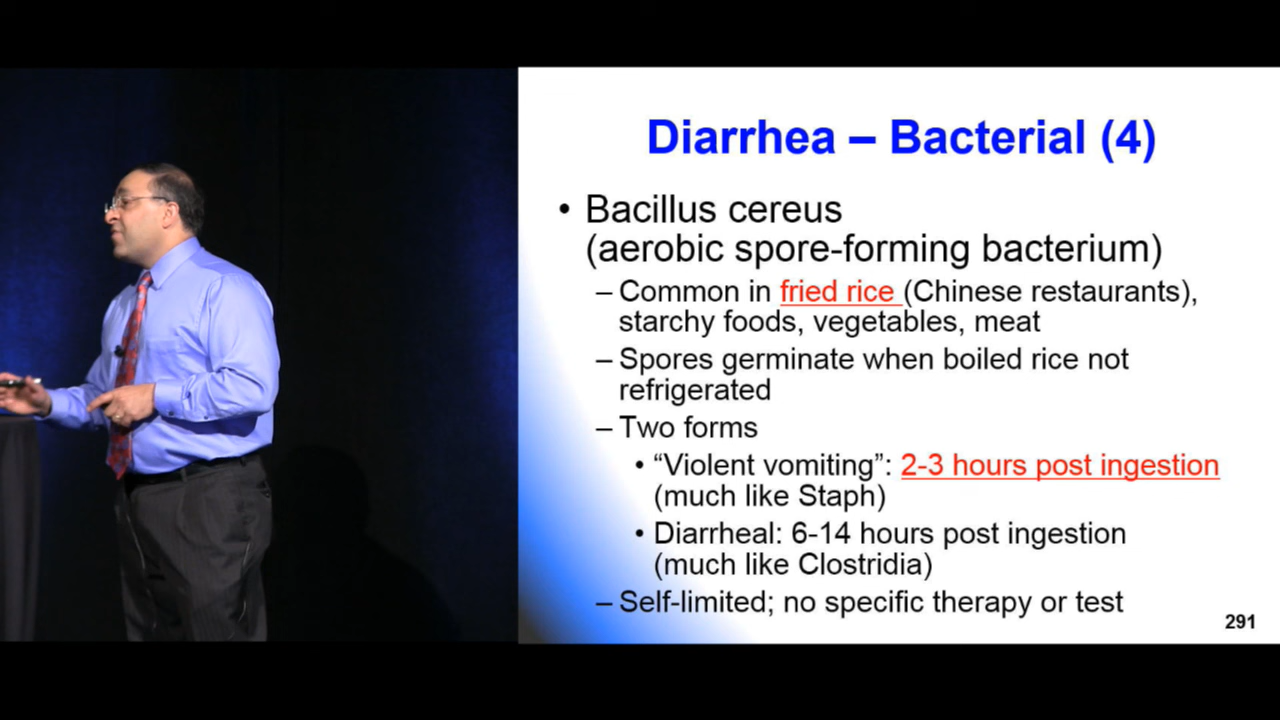 Diarrhea – Bacterial (4)
• Bacillus cereus
(aerobic spore-forming bacterium)
– Common in fried rice (Chinese restaurants),
starchy foods, vegetables, meat
– Spores germinate when boiled rice not
refrigerated
– Two forms
• “Violent vomiting”: 2-3 hours post ingestion
(much like Staph)
• Diarrheal: 6-14 hours post ingestion
(much like Clostridia)
– Self-limited; no specific therapy or test
291